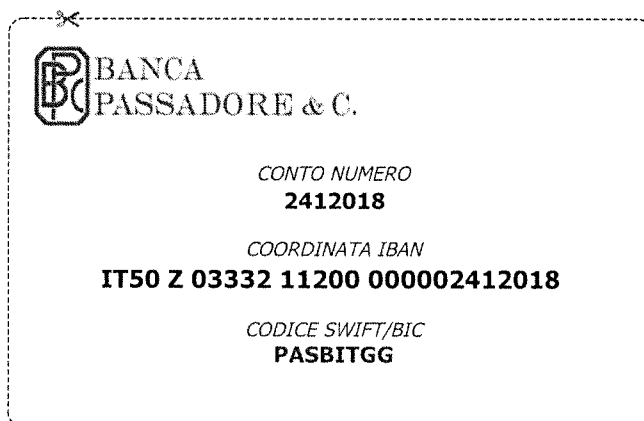 BANCA
PASSADORE & C.
CONTO NUMERO
2412018
COORDINATA IBAN
IT50 Z 03332 11200 000002412018
CODICE SWIFT/BIC
PASBITGG